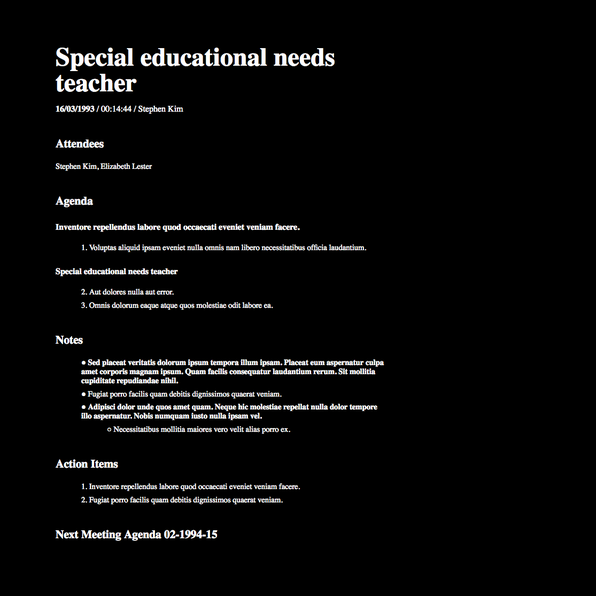 Special educational needs
teacher
16/03/1993 / 00:14:44 / Stephen Kim
Attendees
Stephen Kim, Elizabeth Lester
Agenda
Inventore repellendus labore quod occaecati eveniet veniam facere.
1. Voluptas aliquid ipsam eveniet nulla omnis nam libero necessitatibus officia laudantium.
Special educational needs teacher
2. Aut dolores nulla aut error.
3. Omnis dolorum eaque atque quos molestiae odit labore ea.
Notes
● Sed placeat veritatis dolorum ipsum tempora illum ipsam. Placeat eum aspernatur culpa
amet corporis magnam ipsum. Quam facilis consequatur laudantium rerum. Sit mollitia
cupiditate repudiandae nihil.
● Fugiat porro facilis quam debitis dignissimos quaerat veniam.
● Adipisci dolor unde quos amet quam. Neque hic molestiae repellat nulla dolor tempore
illo aspernatur. Nobis numquam iusto nulla ipsam vel.
○ Necessitatibus mollitia maiores vero velit alias porro ex.
Action Items
1. Inventore repellendus labore quod occaecati eveniet veniam facere.
2. Fugiat porro facilis quam debitis dignissimos quaerat veniam.
Next Meeting Agenda 02-1994-15